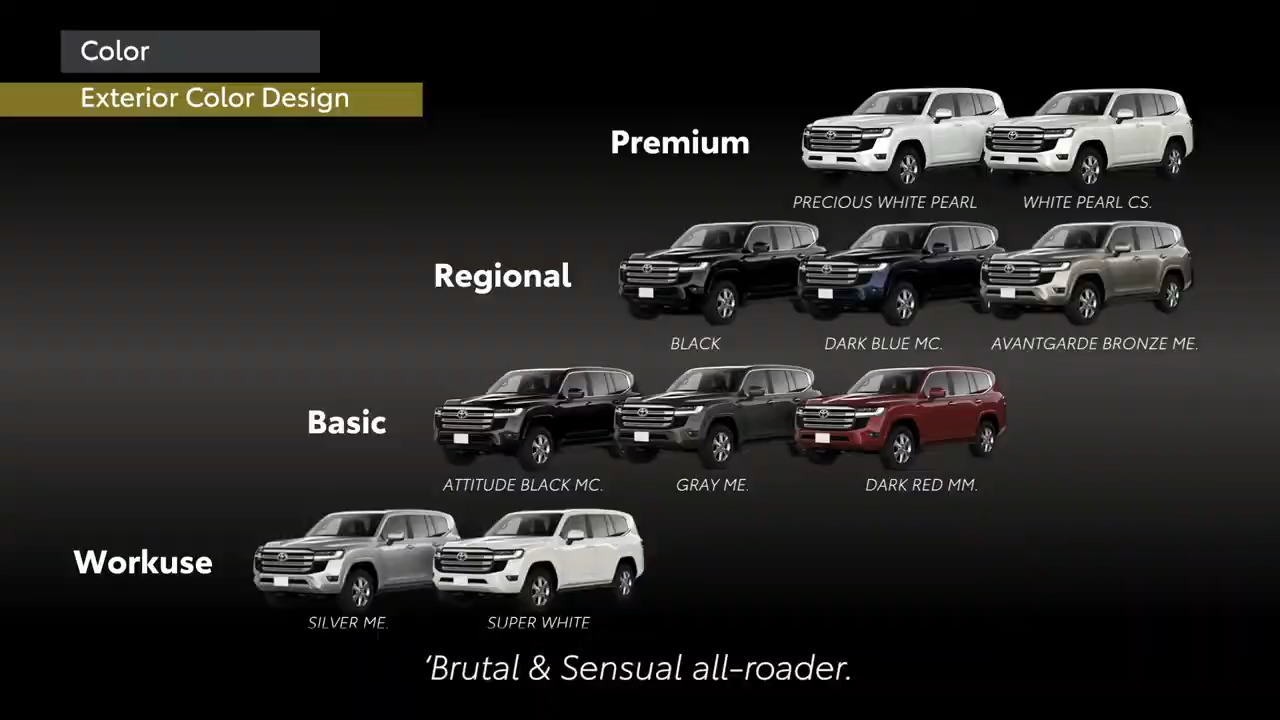 Color
Exterior Color Design
Premium
PRECIOUS WHITE PEARL
WHITE PEARL CS.
Regional
BLACK
DARK BLUE MC.
AVANTGARDE BRONZE ME.
Basic
ATTITUDE BLACK MC.
GRAY ME.
DARK RED MM.
Workuse
SILVER ME.
SUPER WHITE
‘Brutal & Sensual all-roader.